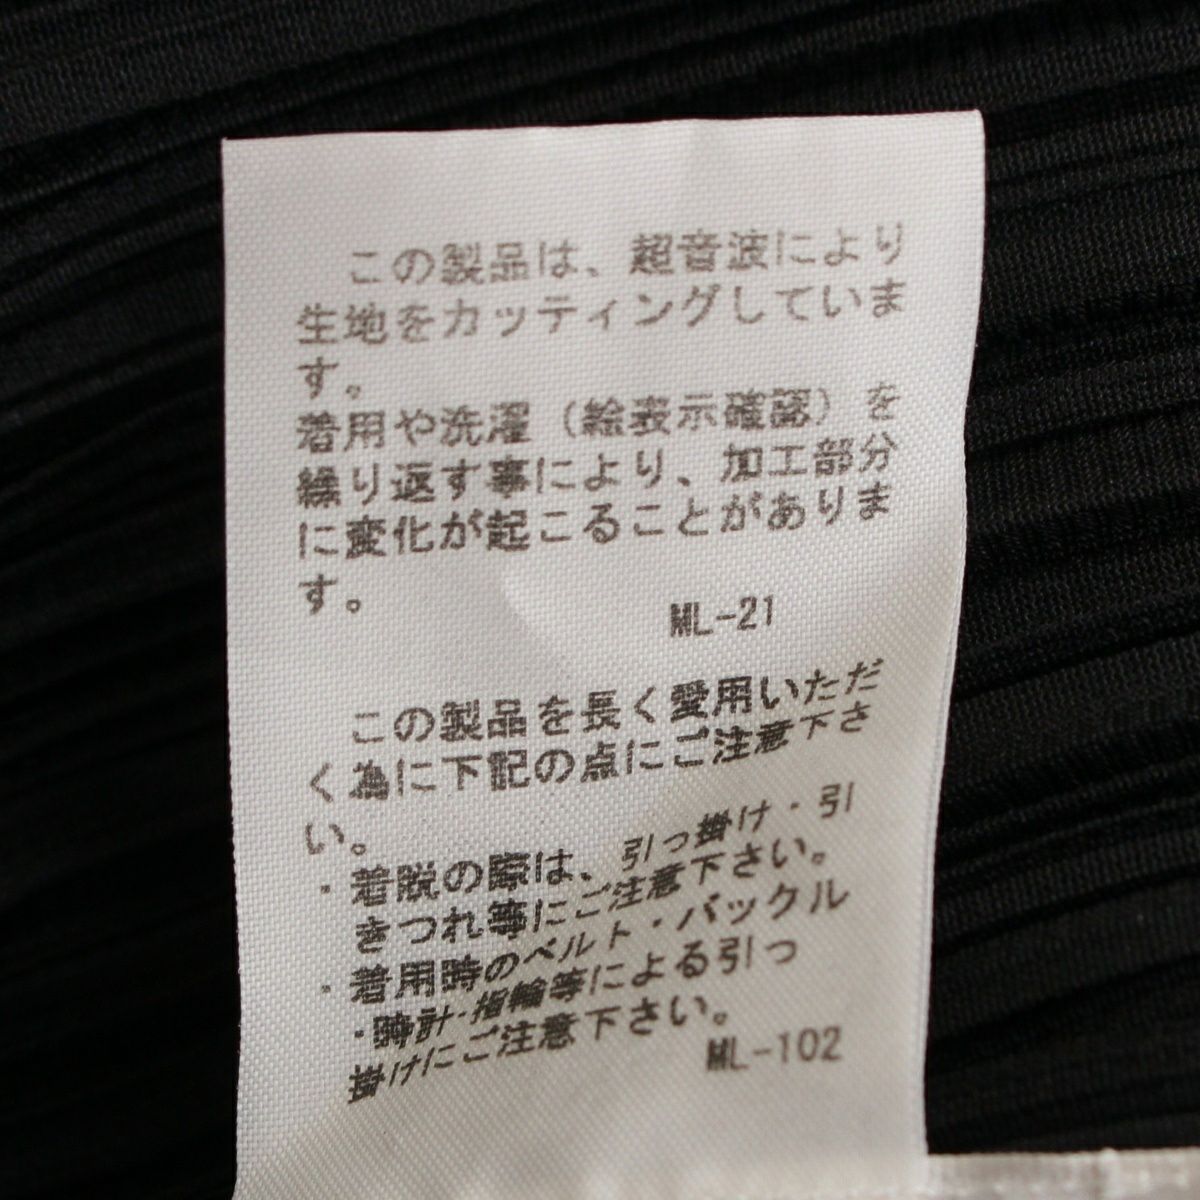 この製品は、超音波により
生地をカッティングしていま
す。
着用や洗濯（絵表示確認）を
繰り返す事により、加工部分
に変化が起こることがありま
す。
ML-21
この製品を長く愛用いただ
く為に下記の点にご注意下さ
い。
・着脱の際は、引っ掛け・引
きつれ等にご注意下さい。
・着用時のベルト・バックル
・時計・指輪等による引っ
掛けにご注意下さい。
ML-102